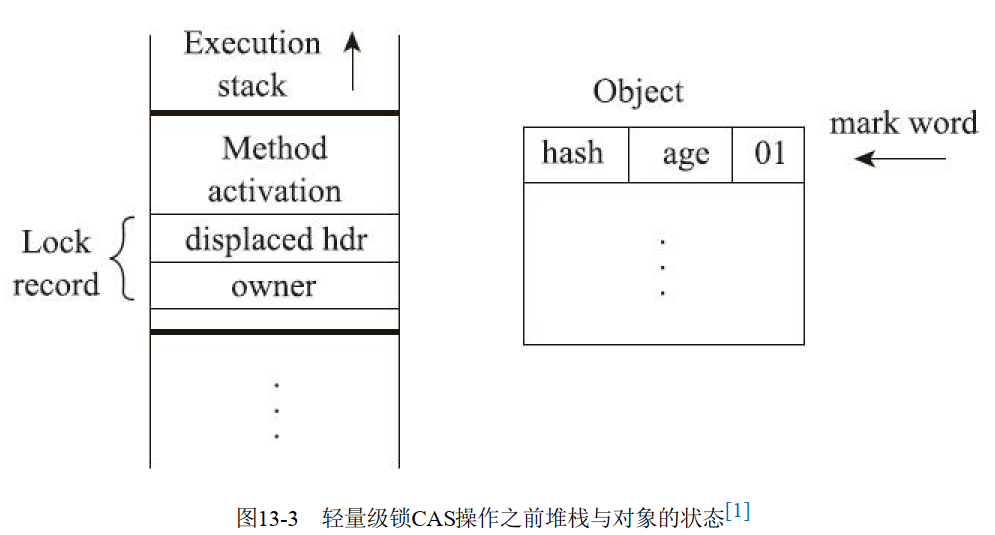 Execution
stack
Method
activation
Lock
record
displaced hdr
owner
Object
hash age 01
mark word
图13-3 轻量级锁CAS操作之前堆栈与对象的状态[1]